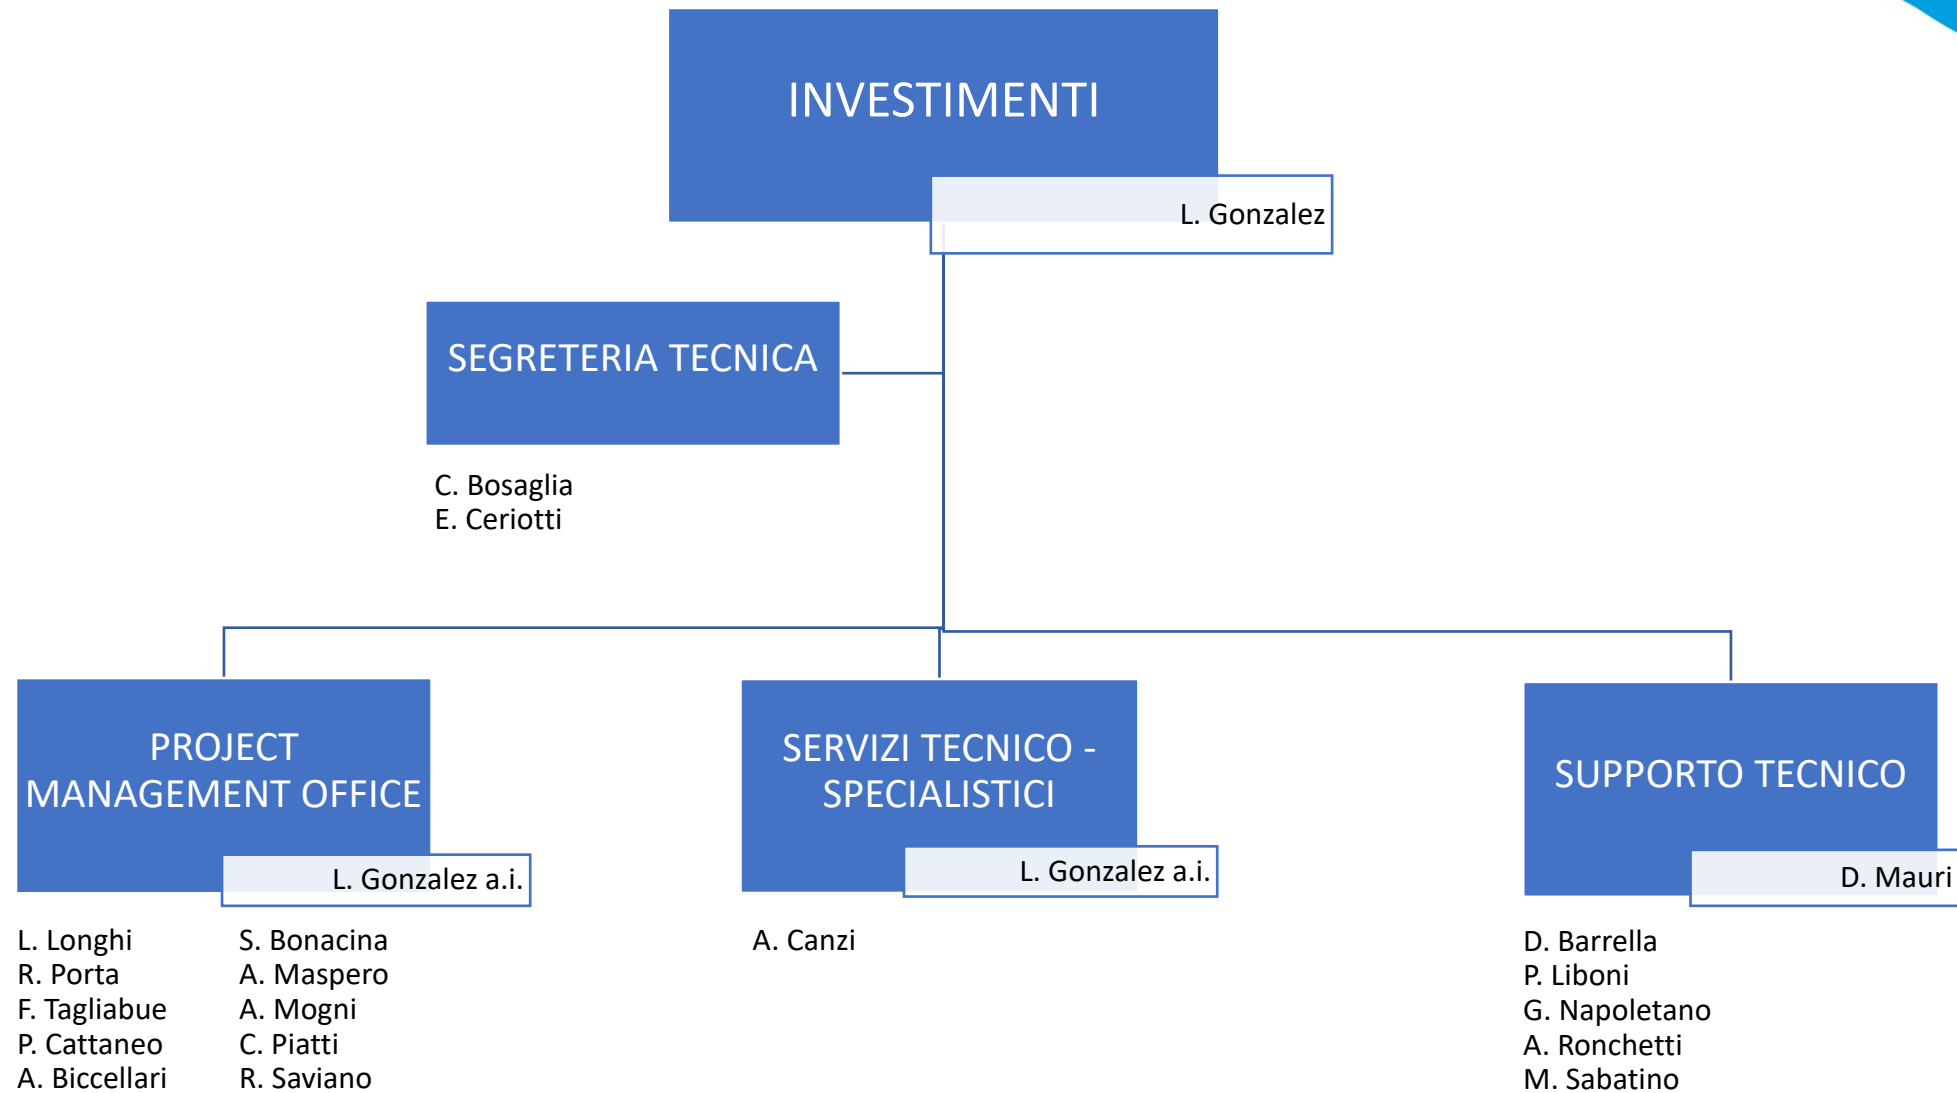 INVESTIMENTI
L. Gonzalez
SEGRETERIA TECNICA
C. Bosaglia
E. Ceriotti
PROJECT
MANAGEMENT OFFICE
L. Gonzalez a.i.
L. Longhi
R. Porta
F. Tagliabue
P. Cattaneo
A. Biccellari
S. Bonacina
A. Maspero
A. Mogni
C. Piatti
R. Saviano
SERVIZI TECNICO -
SPECIALISTICI
L. Gonzalez a.i.
A. Canzi
SUPPORTO TECNICO
D. Mauri
D. Barrella
P. Liboni
G. Napoletano
A. Ronchetti
M. Sabatino